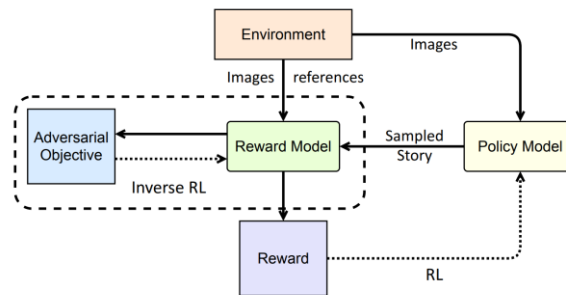 Environment
Images
Images references
Adversarial
Objective
Reward Model
Sampled
Story
Policy Model
Inverse RL
Reward
RL